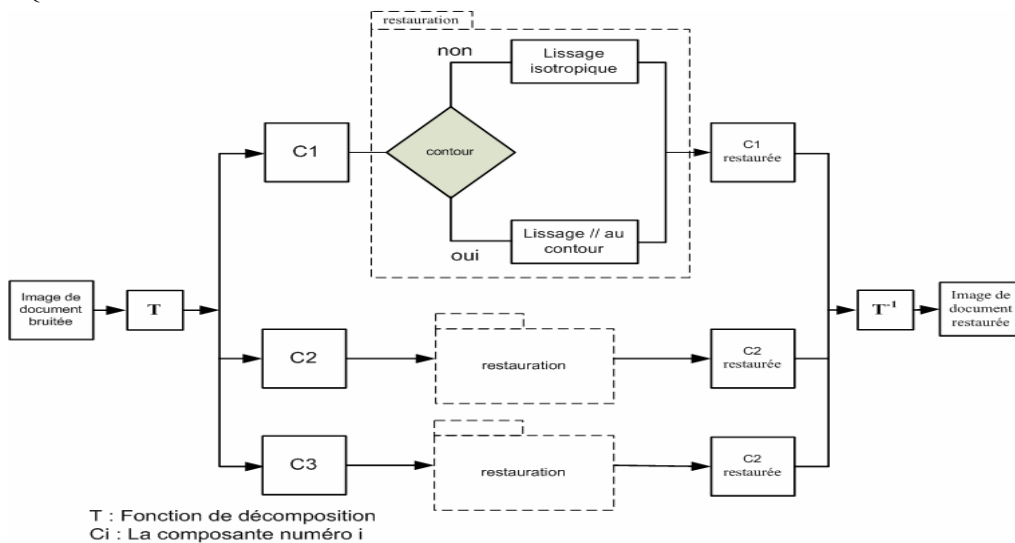 restauration
non
Lissage
isotropique
C1
contour
C1
restaurée
oui
Lissage // au
contour
Image de
document
bruitée
T
T-1
Image de
document
restaurée
C2
restauration
C2
restaurée
C3
restauration
C2
restaurée
T : Fonction de décomposition
Ci : La composante numéro i